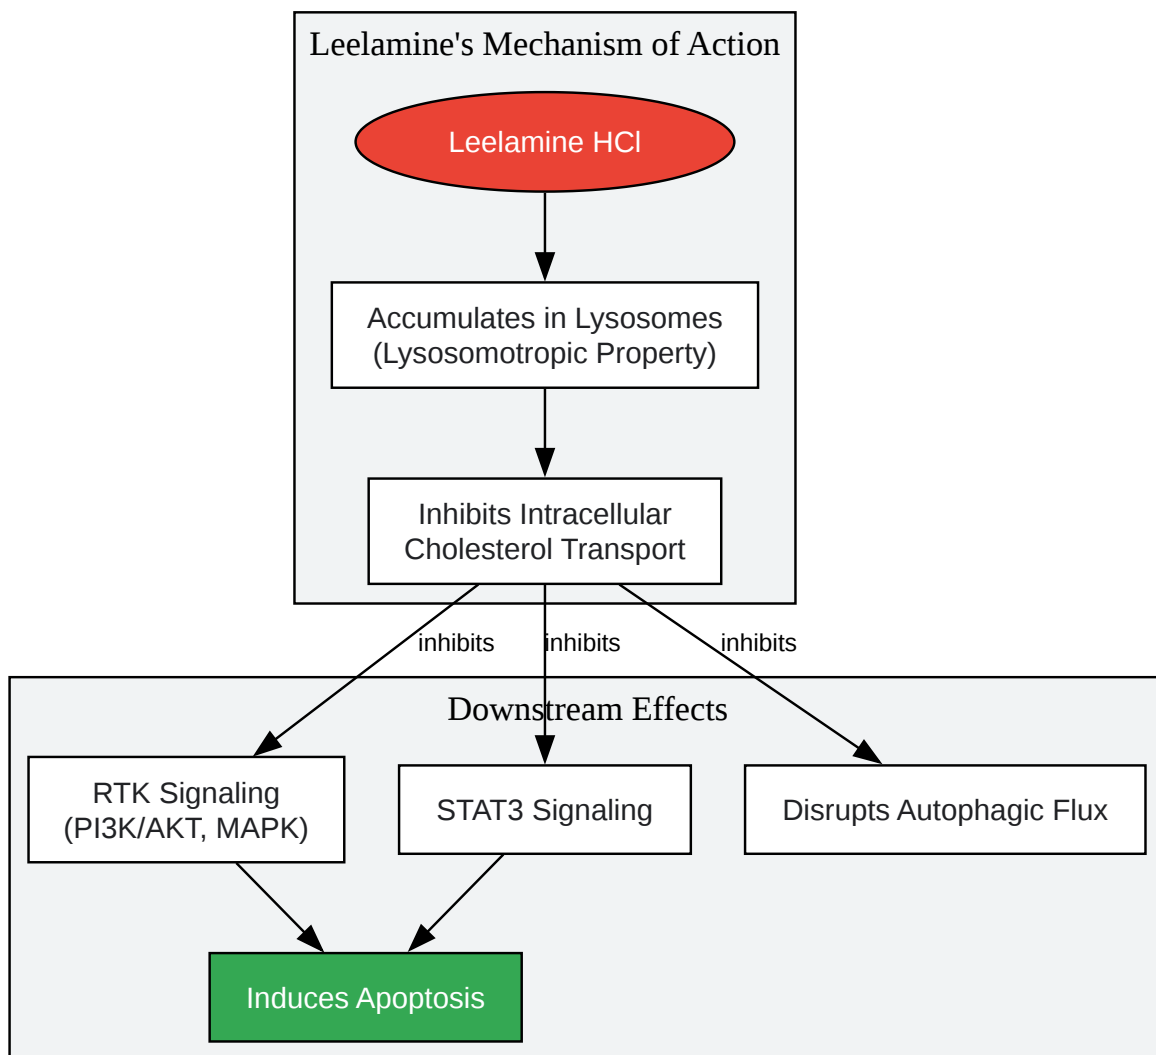 Leelamine's Mechanism of Action
Leelamine HCl
Accumulates in Lysosomes
(Lysosomotropic Property)
Inhibits Intracellular
Cholesterol Transport
inhibits
inhibits
inhibits
Downstream Effects
RTK Signaling
(PI3K/AKT, MAPK)
STAT3 Signaling
Disrupts Autophagic Flux
Induces Apoptosis